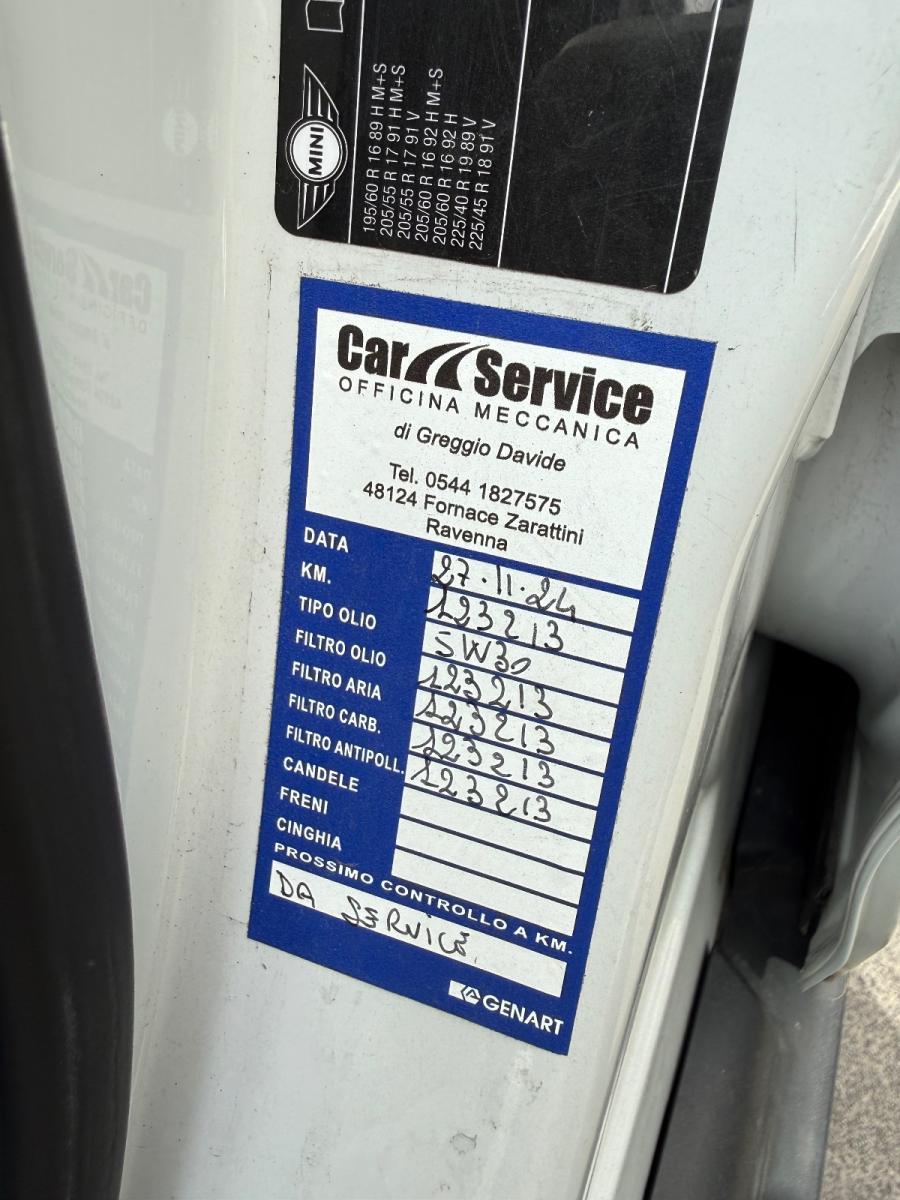 MINI
195/60 R 16 89 H M+S
205/55 R 17 91 H M+S
205/55 R 17 91 V
205/60 R 16 92 H M+S
205/60 R 16 92 H
225/40 R 19 89 V
225/45 R 18 91 V
Car Service
OFFICINA MECCANICA
di Greggio Davide
Tel. 0544 1827575
48124 Fornace Zarattini
Ravenna
DATA 27.11.24
KM. 123213
TIPO OLIO 5W30
FILTRO OLIO 123213
FILTRO ARIA 123213
FILTRO CARB. 123213
FILTRO ANTIPOLL. 123213
CANDELE
FRENI
CINGHIA
PROSSIMO CONTROLLO A KM.
DA SERVICE
GENART